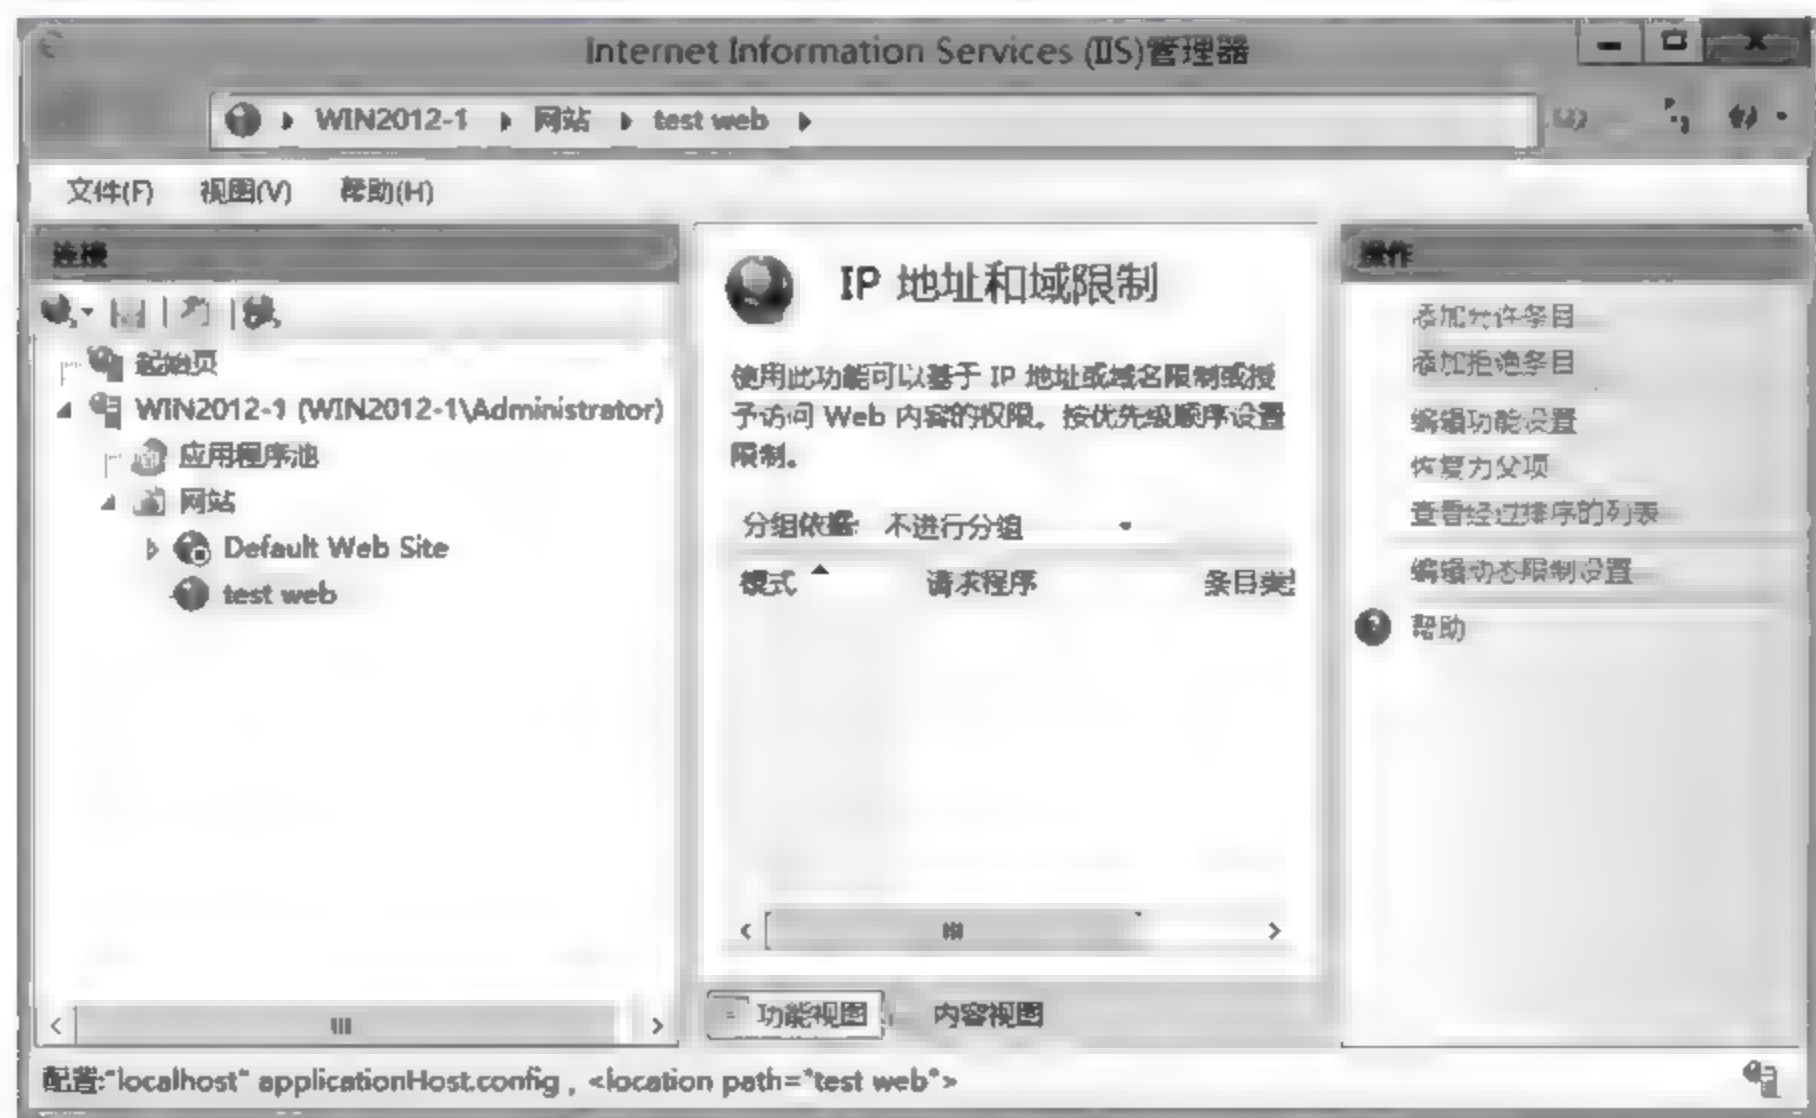 Internet Information Services (IIS)管理器
WIN2012-1 网站 test web
文件(F) 视图(V) 帮助(H)
连接
起始页
WIN2012-1 (WIN2012-1\Administrator)
应用程序池
网站
Default Web Site
test web
IP 地址和域限制
使用此功能可以基于 IP 地址或域名限制或授
予访问 Web 内容的权限。按优先级顺序设置
限制。
分组依据: 不进行分组
模式 请求程序 条目类型
功能视图 内容视图
操作
添加允许条目
添加拒绝条目
编辑功能设置
恢复为父项
查看经过排序的列表
编辑动态限制设置
帮助
配置:"localhost" applicationHost.config , <location path="test web">